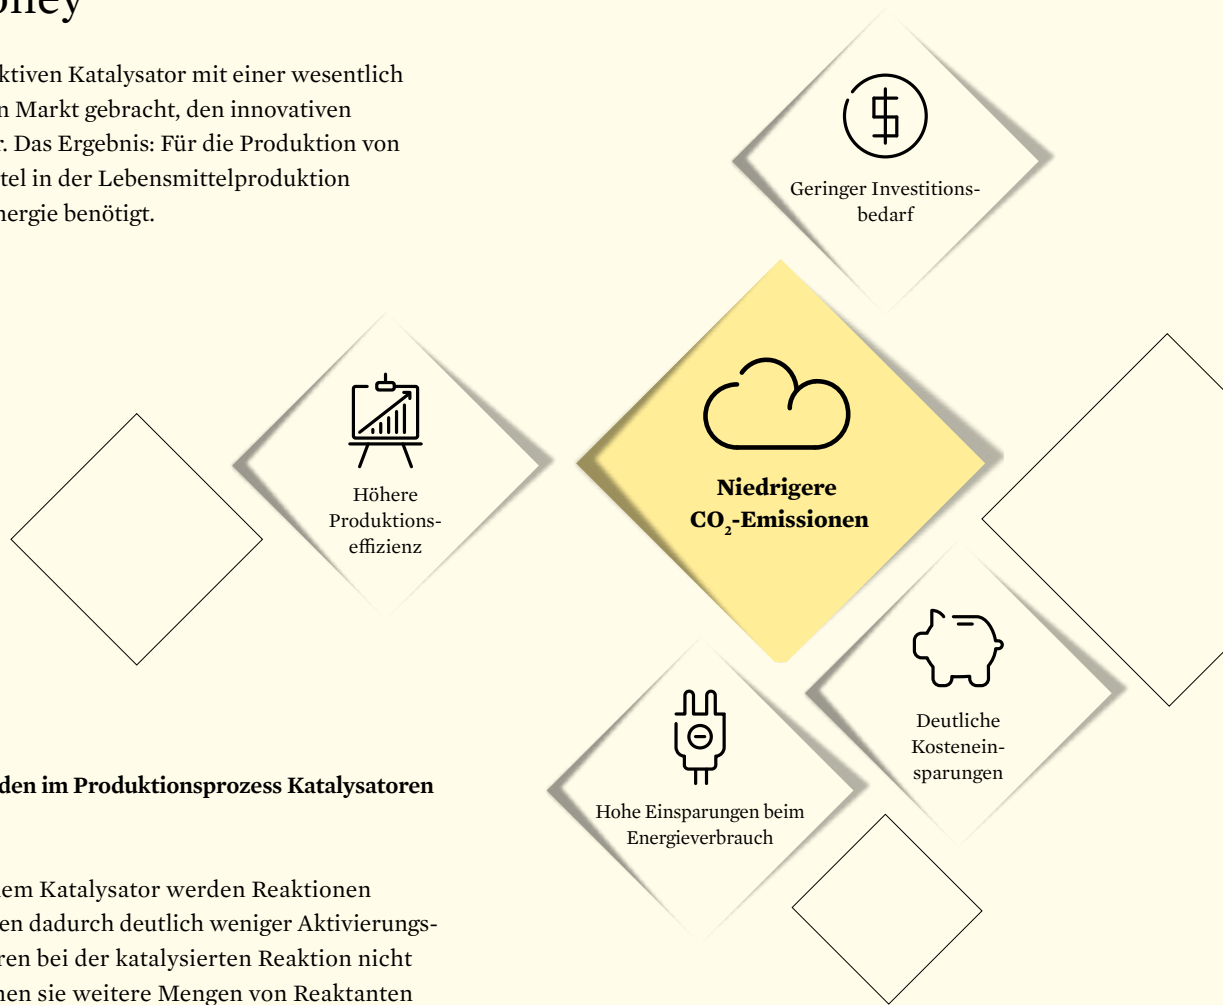 ktiven Katalysator mit einer wesentlich
n Markt gebracht, den innovativen
r. Das Ergebnis: Für die Produktion von
tel in der Lebensmittelproduktion
nergie benötigt.
Geringer Investitions-
bedarf
Niedrigere
CO₂-Emissionen
Höhere
Produktions-
effizienz
Deutliche
Kostenein-
sparungen
Hohe Einsparungen beim
Energieverbrauch
den im Produktionsprozess Katalysatoren
em Katalysator werden Reaktionen
en dadurch deutlich weniger Aktivierungs-
ren bei der katalysierten Reaktion nicht
nen sie weitere Mengen von Reaktanten